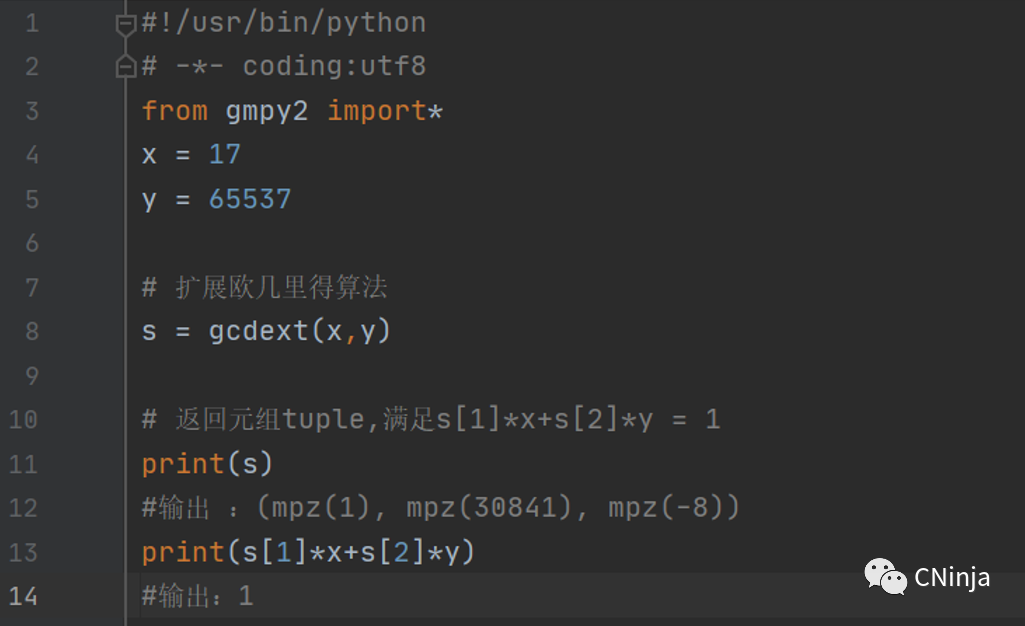 1 #!/usr/bin/python
2 # -*- coding:utf8
3 from gmpy2 import*
4 x = 17
5 y = 65537
6
7 # 扩展欧几里得算法
8 s = gcdext(x,y)
9
10 # 返回元组tuple,满足s[1]*x+s[2]*y = 1
11 print(s)
12 #输出 ：(mpz(1), mpz(30841), mpz(-8))
13 print(s[1]*x+s[2]*y)
14 #输出：1
CNinja